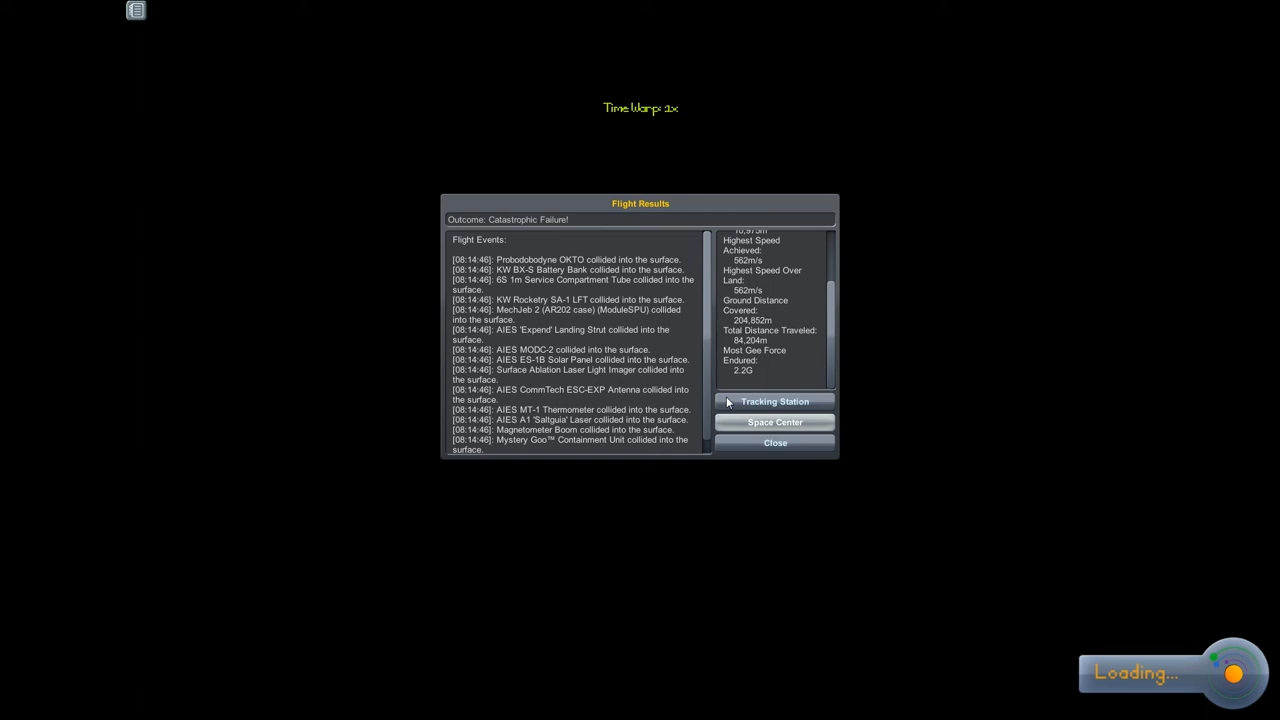 Time Warp: 1x
Flight Results
Outcome: Catastrophic Failure!
Flight Events:
[08:14:46]: Probodobodyne OKTO collided into the surface.
[08:14:46]: KW BX-S Battery Bank collided into the surface.
[08:14:46]: 6S 1m Service Compartment Tube collided into the
surface.
[08:14:46]: KW Rocketry SA-1 LFT collided into the surface.
[08:14:46]: MechJeb 2 (AR202 case) (ModuleSPU) collided
into the surface.
[08:14:46]: AIES 'Expend' Landing Strut collided into the
surface.
[08:14:46]: AIES MODC-2 collided into the surface.
[08:14:46]: AIES ES-1B Solar Panel collided into the surface.
[08:14:46]: Surface Ablation Laser Light Imager collided into
the surface.
[08:14:46]: AIES CommTech ESC-EXP Antenna collided into
the surface.
[08:14:46]: AIES MT-1 Thermometer collided into the surface.
[08:14:46]: AIES A1 'Saltguia' Laser collided into the surface.
[08:14:46]: Magnetometer Boom collided into the surface.
[08:14:46]: Mystery Goo™ Containment Unit collided into the
surface.
Highest Speed
Achieved:
562m/s
Highest Speed Over
Land:
562m/s
Ground Distance
Covered:
204,852m
Total Distance Traveled:
84,204m
Most Gee Force
Endured:
2.2G
Tracking Station
Space Center
Close
Loading...